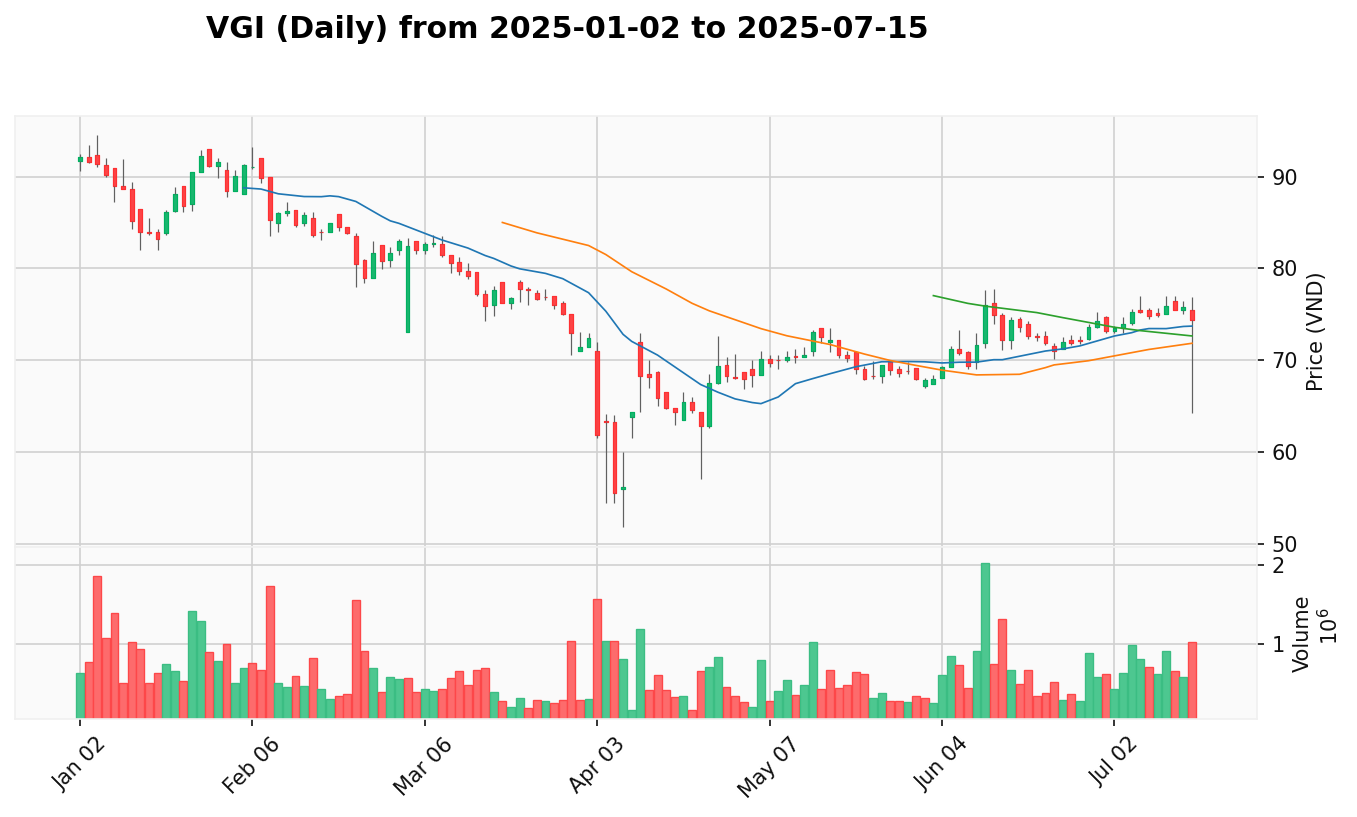 VGI (Daily) from 2025-01-02 to 2025-07-15
90
80
70
60
50
Price (VND)
2
1
Volume
10^6
Jan 02
Feb 06
Mar 06
Apr 03
May 07
Jun 04
Jul 02